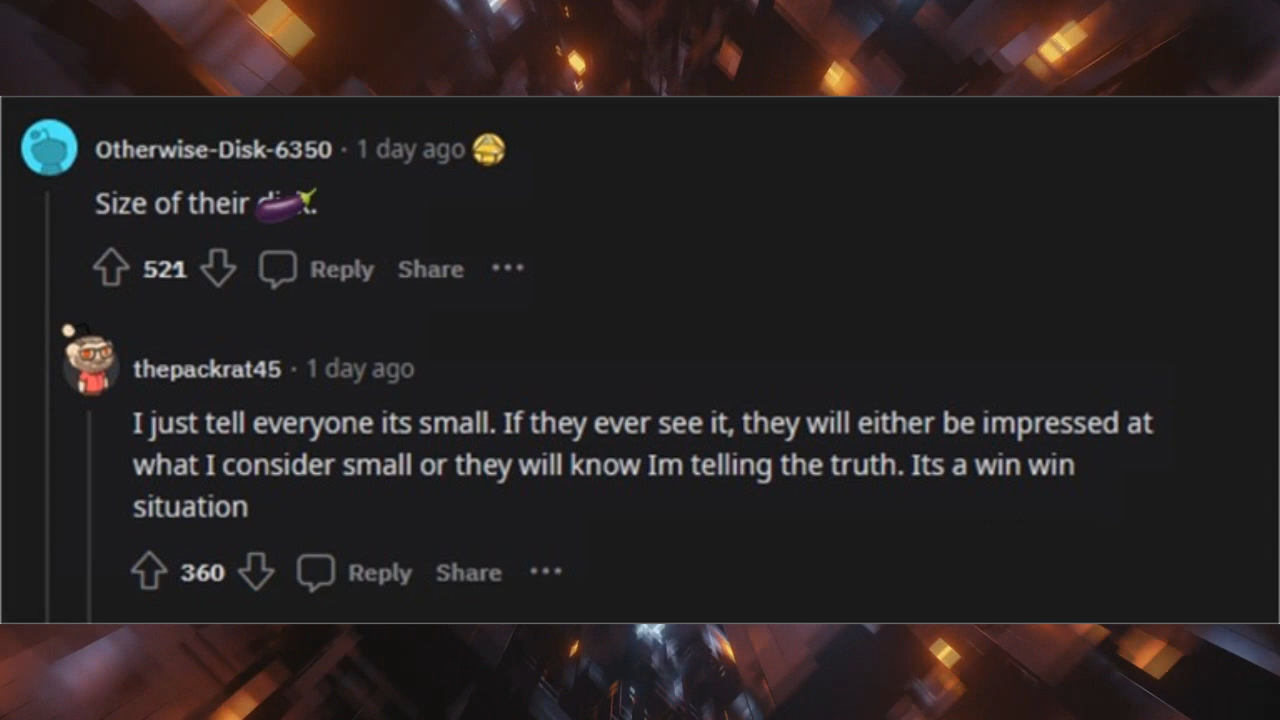 Otherwise-Disk-6350 · 1 day ago
Size of their
521 Reply Share ···
thepackrat45 · 1 day ago
I just tell everyone its small. If they ever see it, they will either be impressed at
what I consider small or they will know Im telling the truth. Its a win win
situation
360 Reply Share ···